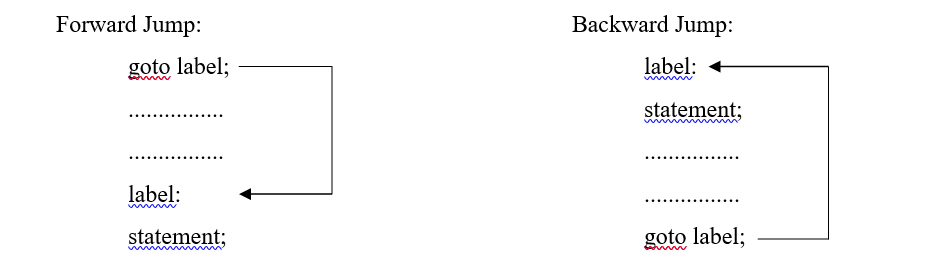 Forward Jump:
goto label;
................
................
label:
statement;
Backward Jump:
label:
statement;
................
................
goto label;